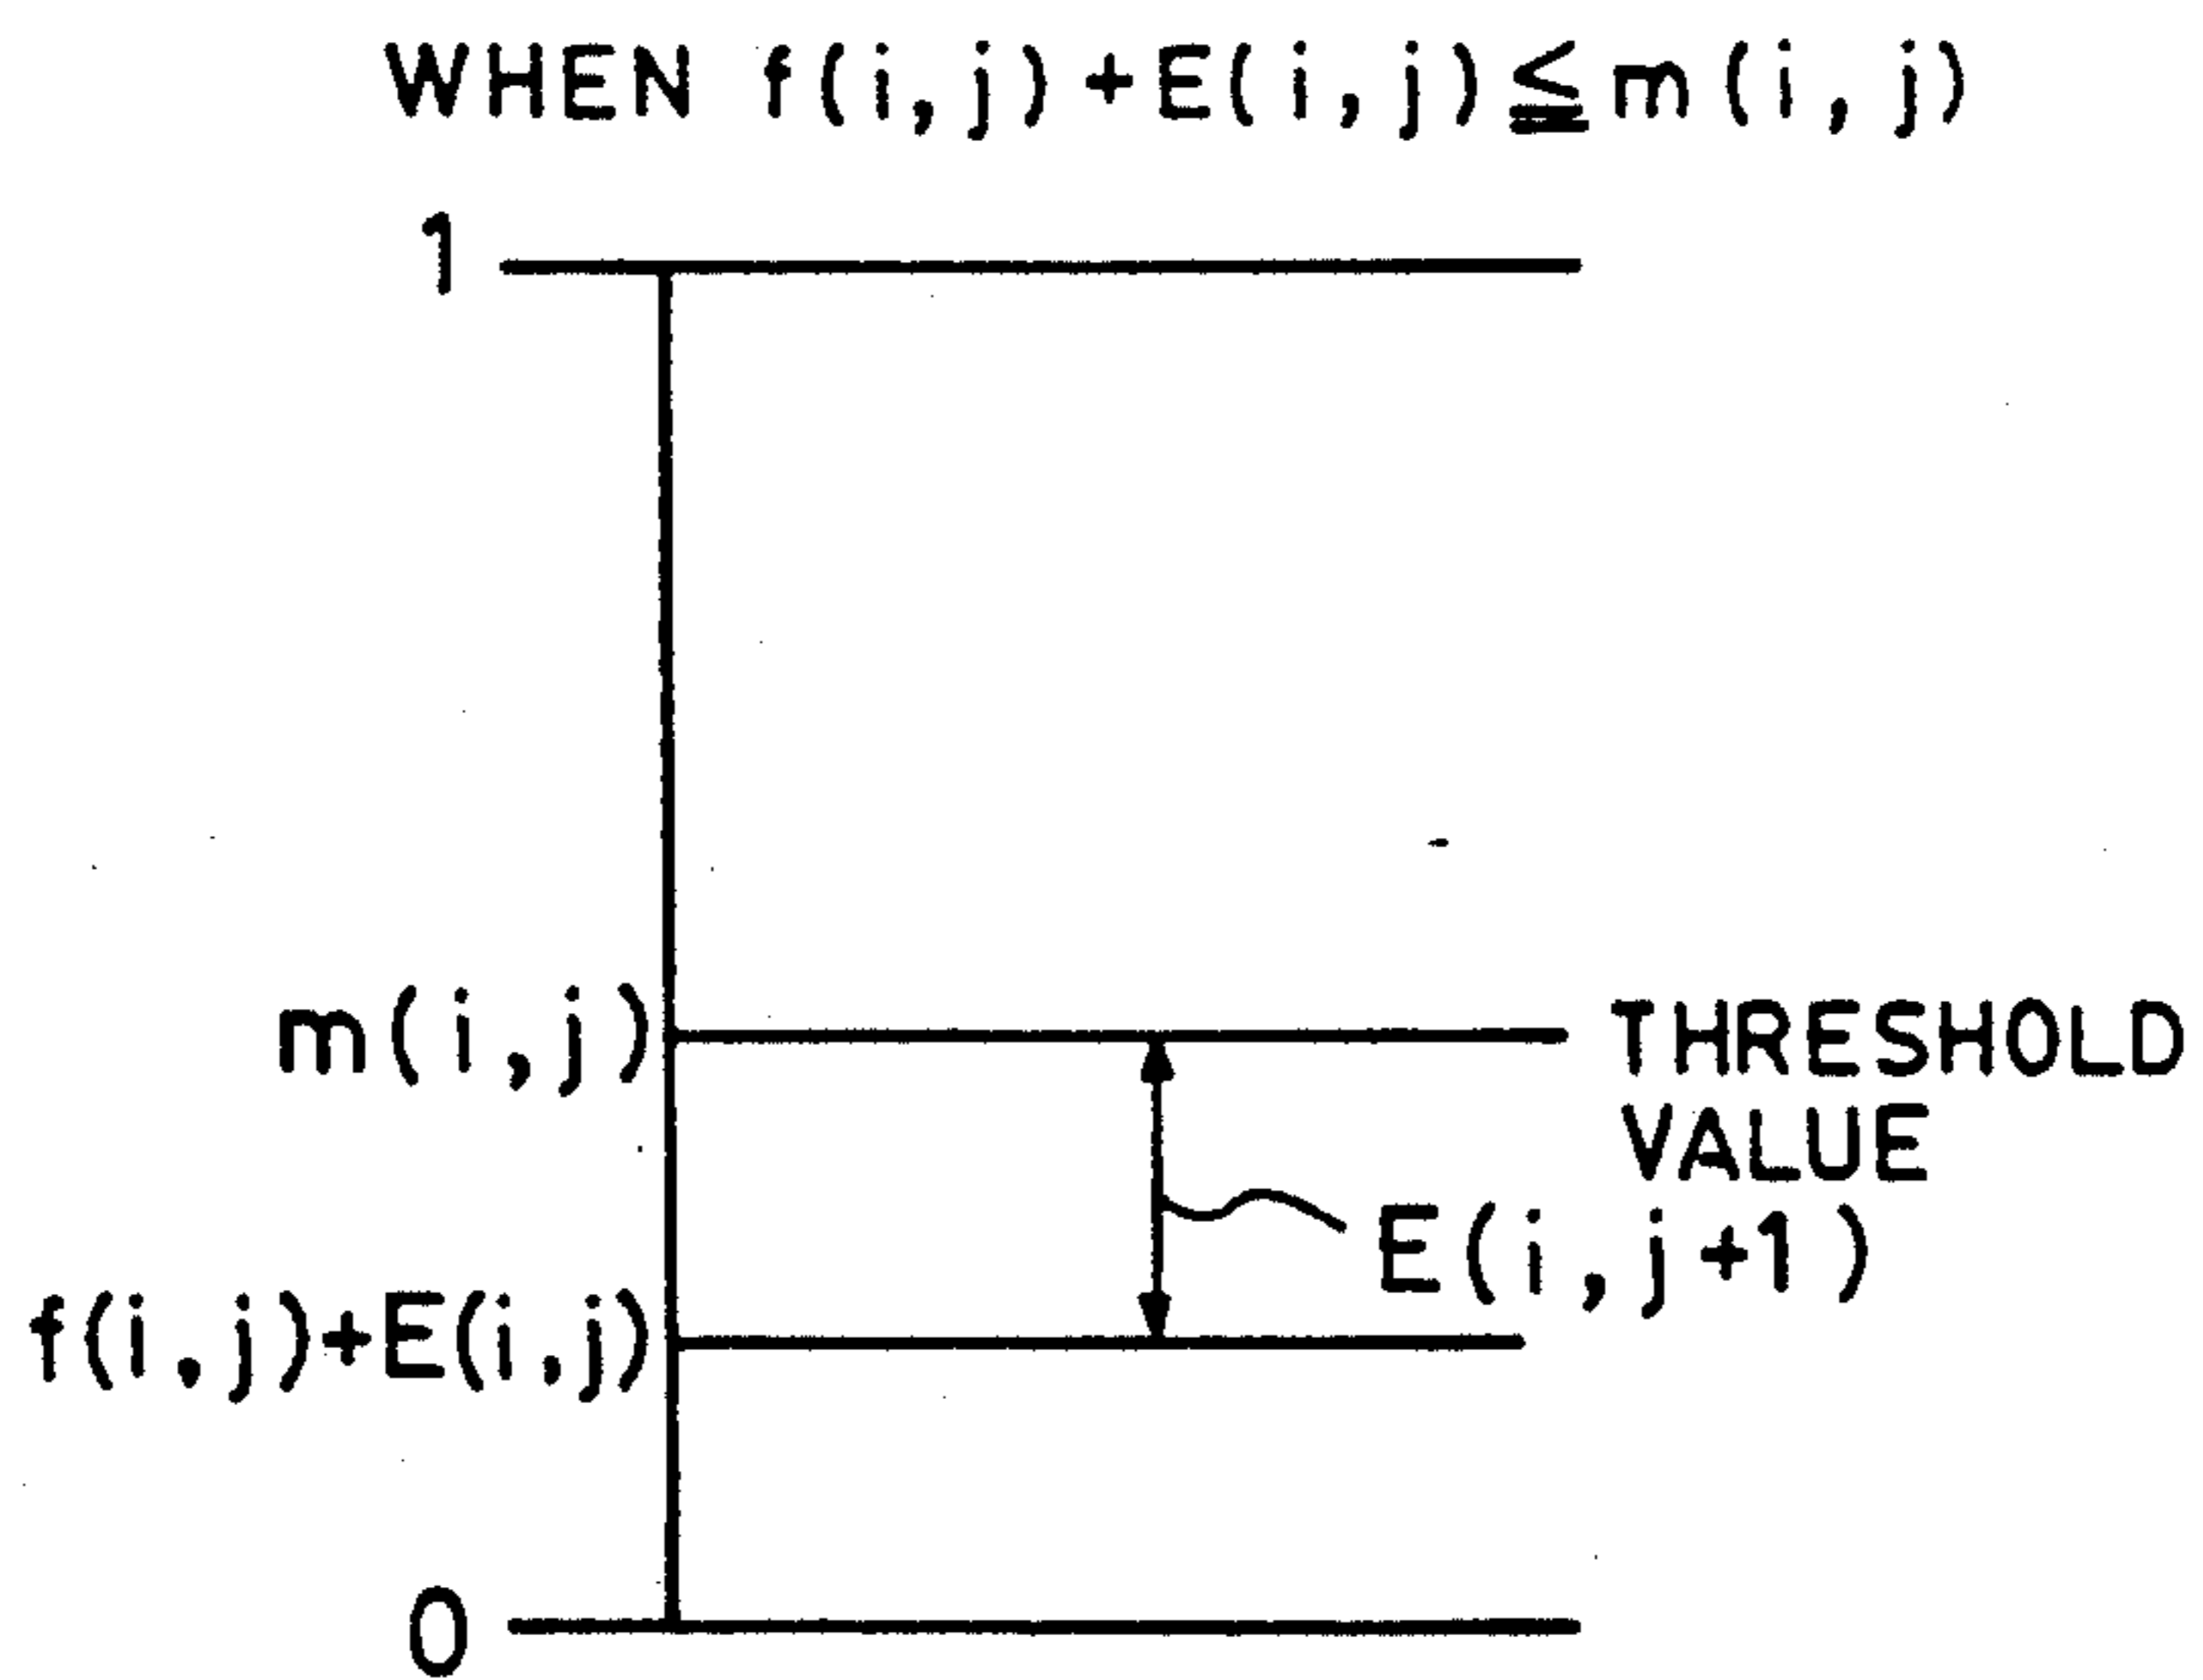 WHEN f(i,j)+E(i,j)≦m(i,j)
1
m(i,j)
THRESHOLD
VALUE
E(i,j+1)
f(i,j)+E(i,j)
0